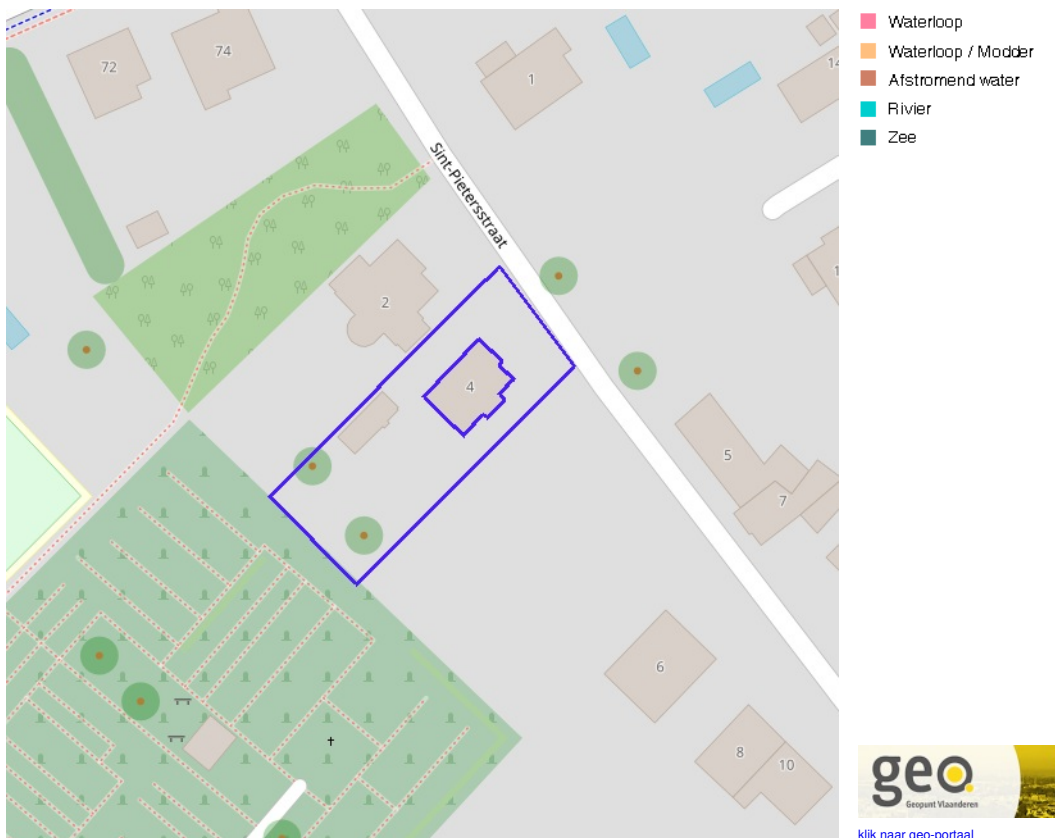 72
74
1
14
Sint-Pietersstraat
2
4
5
7
6
8
10
Waterloop
Waterloop / Modder
Afstromend water
Rivier
Zee
geo.
Geopunt Vlaanderen
klik naar geo-portaal